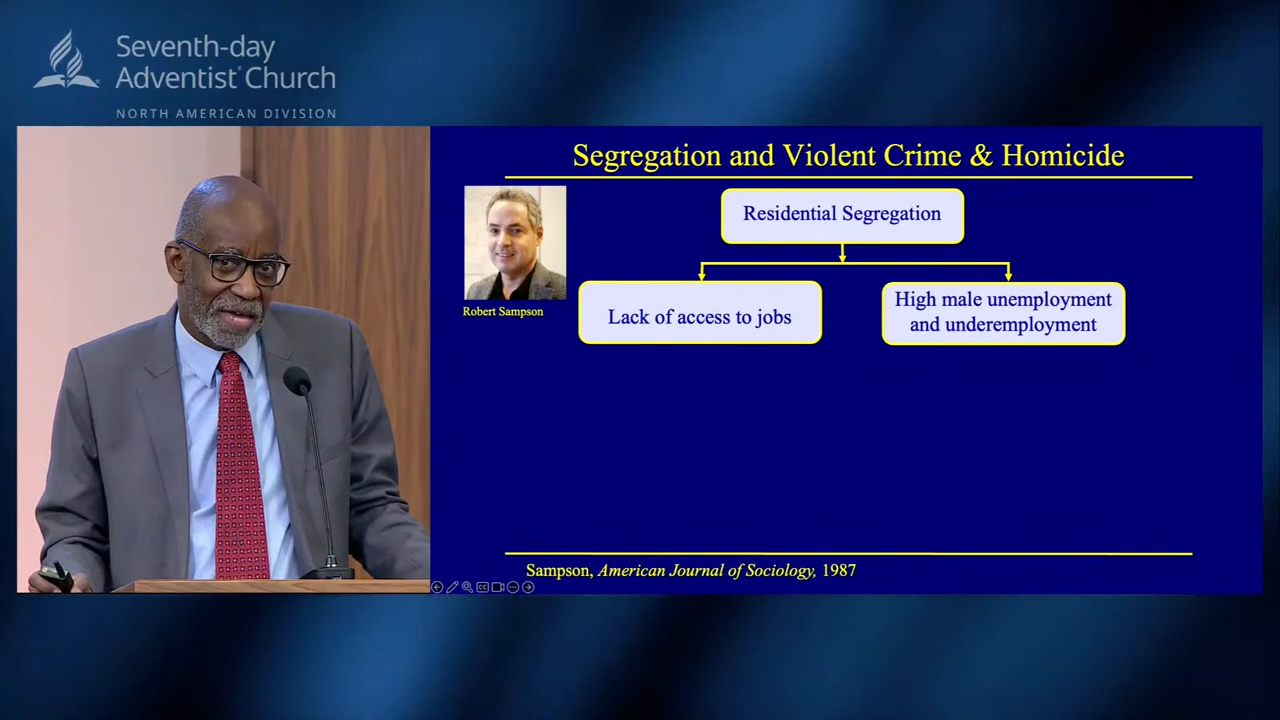 Seventh-day
Adventist® Church
NORTH AMERICAN DIVISION
Segregation and Violent Crime & Homicide
Residential Segregation
Robert Sampson
Lack of access to jobs
High male unemployment
and underemployment
Sampson, American Journal of Sociology, 1987